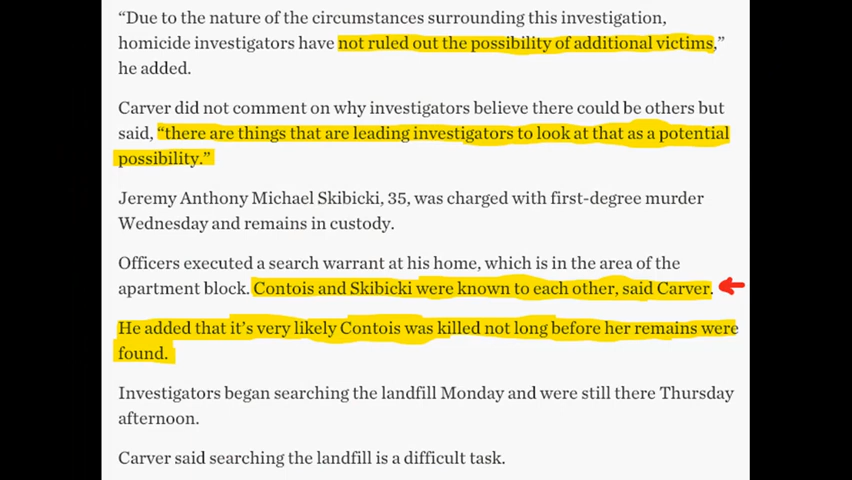 “Due to the nature of the circumstances surrounding this investigation,
homicide investigators have not ruled out the possibility of additional victims,”
he added.
Carver did not comment on why investigators believe there could be others but
said, “there are things that are leading investigators to look at that as a potential
possibility.”
Jeremy Anthony Michael Skibicki, 35, was charged with first-degree murder
Wednesday and remains in custody.
Officers executed a search warrant at his home, which is in the area of the
apartment block. Contois and Skibicki were known to each other, said Carver.
He added that it’s very likely Contois was killed not long before her remains were
found.
Investigators began searching the landfill Monday and were still there Thursday
afternoon.
Carver said searching the landfill is a difficult task.